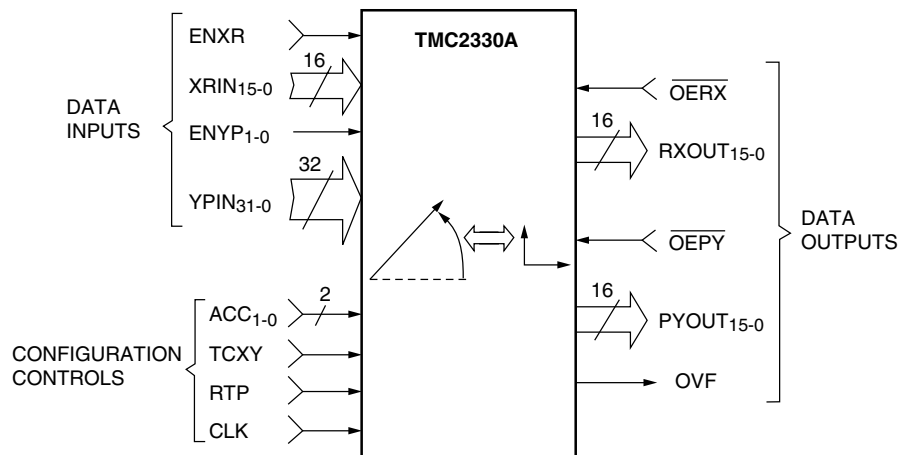 TMC2330A
DATA
INPUTS
ENXR
16
XRIN15-0
ENYP1-0
32
YPIN31-0
CONFIGURATION
CONTROLS
2
ACC1-0
TCXY
RTP
CLK
OERX
16
RXOUT15-0
OEPY
16
PYOUT15-0
OVF
DATA
OUTPUTS